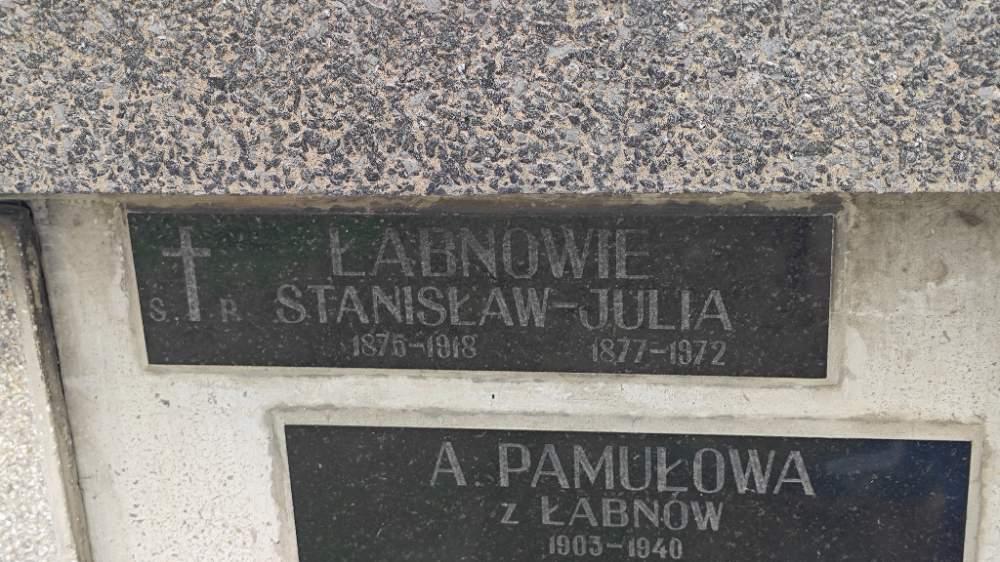 ŁABNOWIE
Ś. R. STANISŁAW-JULIA
1875-1918 1877-1972
A. PAMUŁOWA
z ŁABNÓW
1903-1940